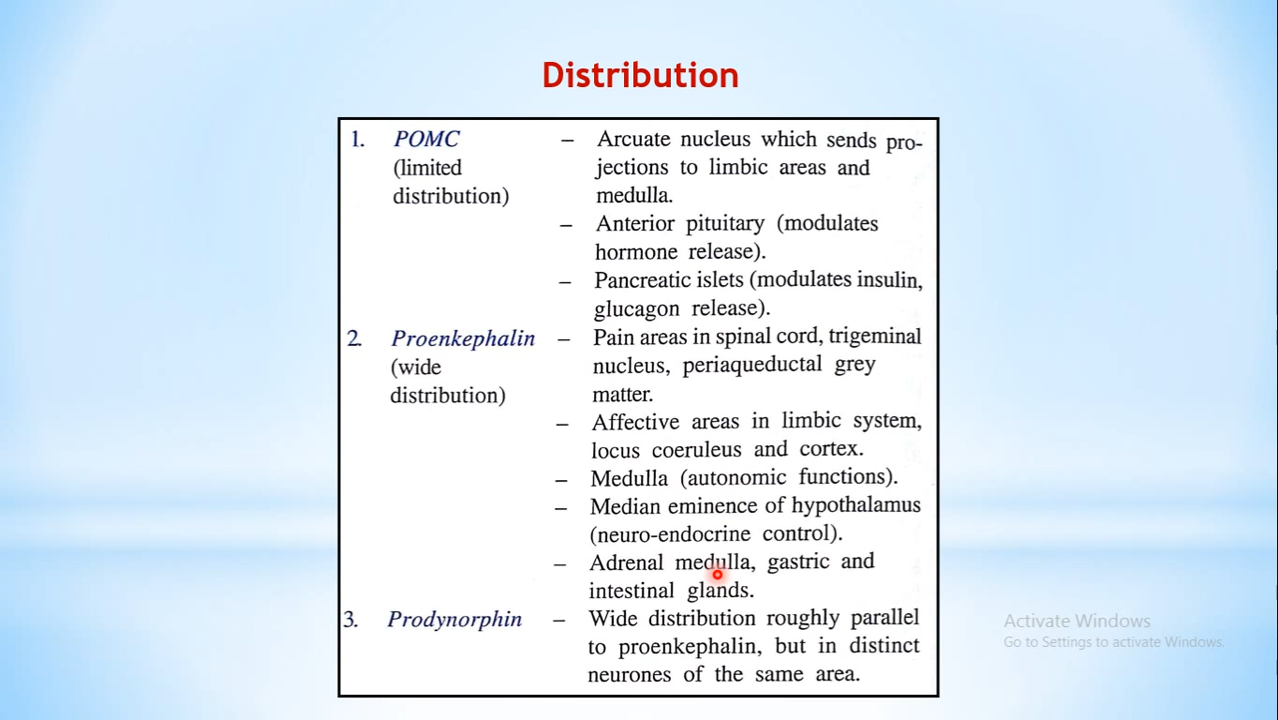 Distribution
1. POMC – Arcuate nucleus which sends pro-
(limited jections to limbic areas and
distribution) medulla.
– Anterior pituitary (modulates
hormone release).
– Pancreatic islets (modulates insulin,
glucagon release).
2. Proenkephalin – Pain areas in spinal cord, trigeminal
(wide nucleus, periaqueductal grey
distribution) matter.
– Affective areas in limbic system,
locus coeruleus and cortex.
– Medulla (autonomic functions).
– Median eminence of hypothalamus
(neuro-endocrine control).
– Adrenal medulla, gastric and
intestinal glands.
3. Prodynorphin – Wide distribution roughly parallel
to proenkephalin, but in distinct
neurones of the same area.
Activate Windows
Go to Settings to activate Windows.